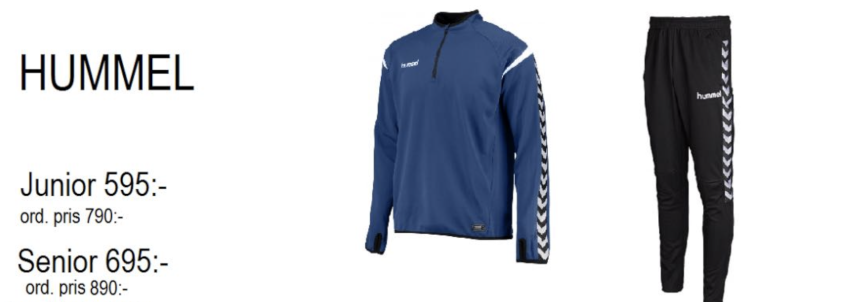 HUMMEL
Junior 595:-
ord. pris 790:-
Senior 695:-
ord. pris 890:-
hummel
hummel